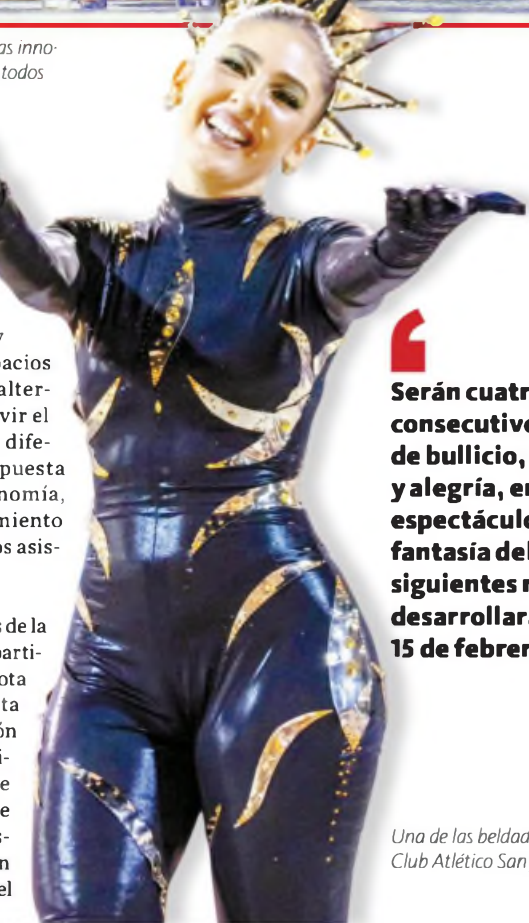 as inno-
todos
pacios
alter-
vir el
dife-
puesta
nomía,
miento
os asis-
s de la
parti-
ota
ta
ón
i-
e
e
s-
n
el
Serán cuatr
consecutivo
de bullicio,
y alegría, en
espectáculo
fantasía del
siguientes n
desarrollar
15 de febrer
Una de las beldad
Club Atlético San